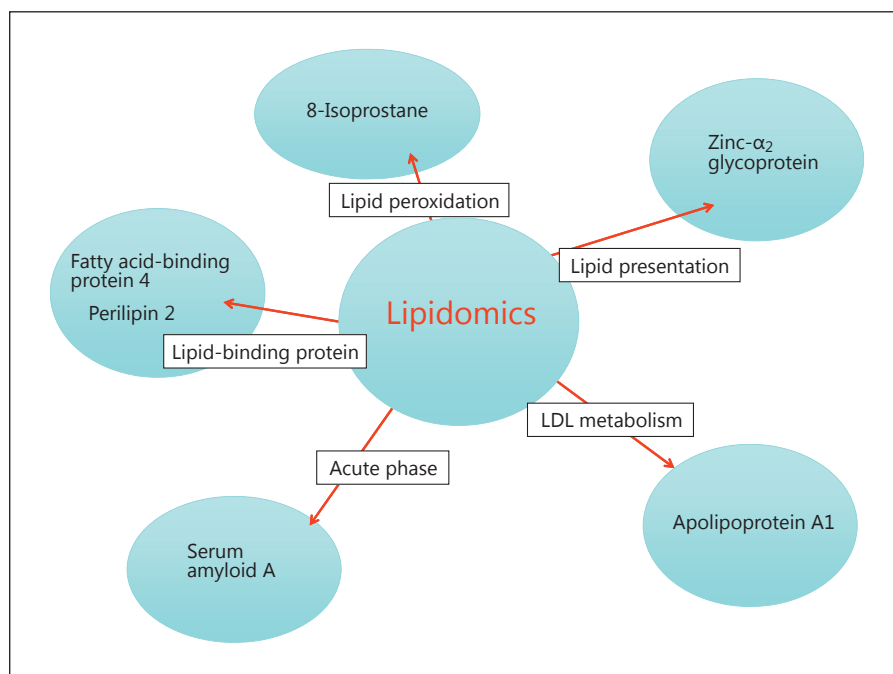 8-Isoprostane
Zinc-α₂
glycoprotein
Lipid peroxidation
Lipid presentation
Fatty acid-binding
protein 4
Perilipin 2
Lipidomics
Lipid-binding protein
LDL metabolism
Acute phase
Apolipoprotein A1
Serum
amyloid A